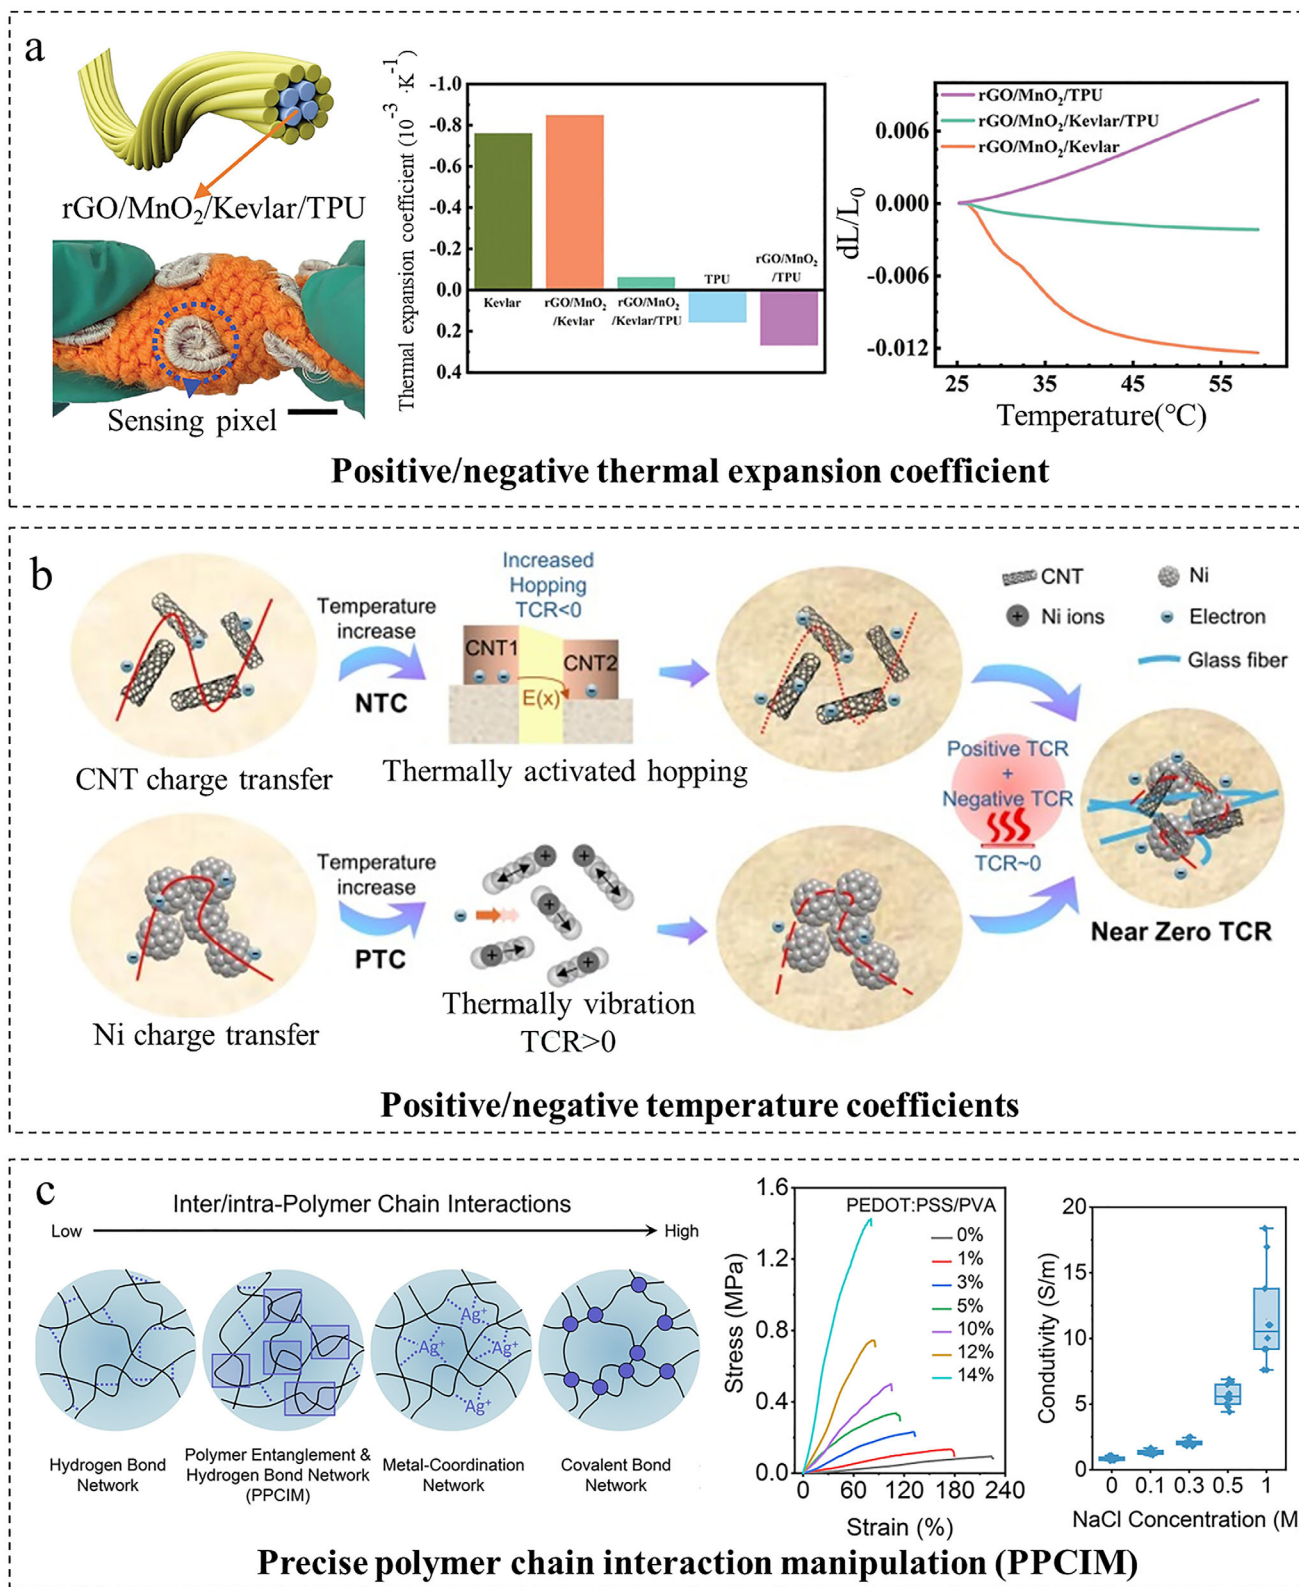 a
rGO/MnO₂/Kevlar/TPU
Sensing pixel
Thermal expansion coefficient (10⁻³ ·K⁻¹)
-1.0
-0.8
-0.6
-0.4
-0.2
0.0
0.2
0.4
Kevlar
rGO/MnO₂
/Kevlar
rGO/MnO₂
/Kevlar/TPU
TPU
rGO/MnO₂
/TPU
dL/L₀
0.006
0.000
-0.006
-0.012
rGO/MnO₂/TPU
rGO/MnO₂/Kevlar/TPU
rGO/MnO₂/Kevlar
25 35 45 55
Temperature(°C)
Positive/negative thermal expansion coefficient
b
CNT charge transfer
Temperature
increase
NTC
Increased
Hopping
TCR<0
CNT1
CNT2
E(x)
Thermally activated hopping
CNT
Ni
Ni ions
Electron
Glass fiber
Positive TCR
+
Negative TCR
TCR~0
Near Zero TCR
Ni charge transfer
Temperature
increase
PTC
Thermally vibration
TCR>0
Positive/negative temperature coefficients
c
Inter/intra-Polymer Chain Interactions
Low
High
Ag⁺
Ag⁺
Ag⁺
Ag⁺
Hydrogen Bond
Network
Polymer Entanglement &
Hydrogen Bond Network
(PPCIM)
Metal-Coordination
Network
Covalent Bond
Network
Stress (MPa)
1.6
1.2
0.8
0.4
0.0
PEDOT:PSS/PVA
0%
1%
3%
5%
10%
12%
14%
0 60 120 180 240
Strain (%)
Condutivity (S/m)
20
15
10
5
0
0 0.1 0.3 0.5 1
NaCl Concentration (M
Precise polymer chain interaction manipulation (PPCIM)